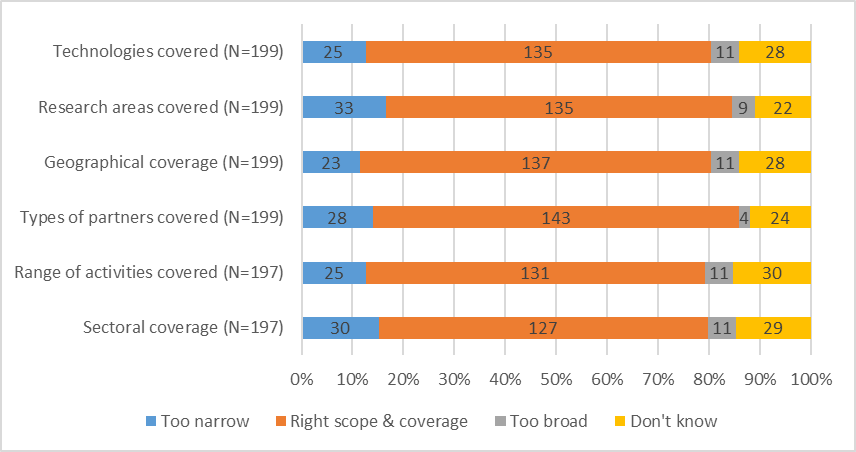 Technologies covered (N=199) 25 135 11 28
Research areas covered (N=199) 33 135 9 22
Geographical coverage (N=199) 23 137 11 28
Types of partners covered (N=199) 28 143 4 24
Range of activities covered (N=197) 25 131 11 30
Sectoral coverage (N=197) 30 127 11 29
0% 10% 20% 30% 40% 50% 60% 70% 80% 90% 100%
Too narrow Right scope & coverage Too broad Don't know